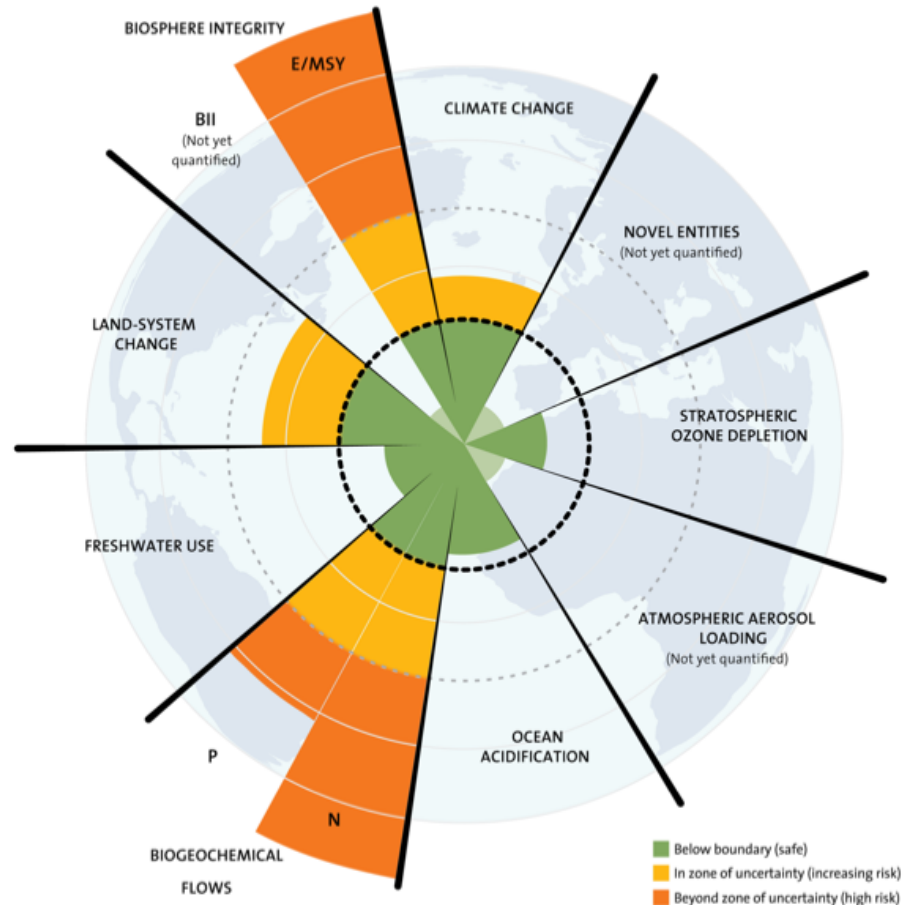 BIOSPHERE INTEGRITY
E/MSY
CLIMATE CHANGE
BII
(Not yet
quantified)
NOVEL ENTITIES
(Not yet quantified)
LAND-SYSTEM
CHANGE
STRATOSPHERIC
OZONE DEPLETION
FRESHWATER USE
ATMOSPHERIC AEROSOL
LOADING
(Not yet quantified)
OCEAN
ACIDIFICATION
P
N
BIOGEOCHEMICAL
FLOWS
Below boundary (safe)
In zone of uncertainty (increasing risk)
Beyond zone of uncertainty (high risk)